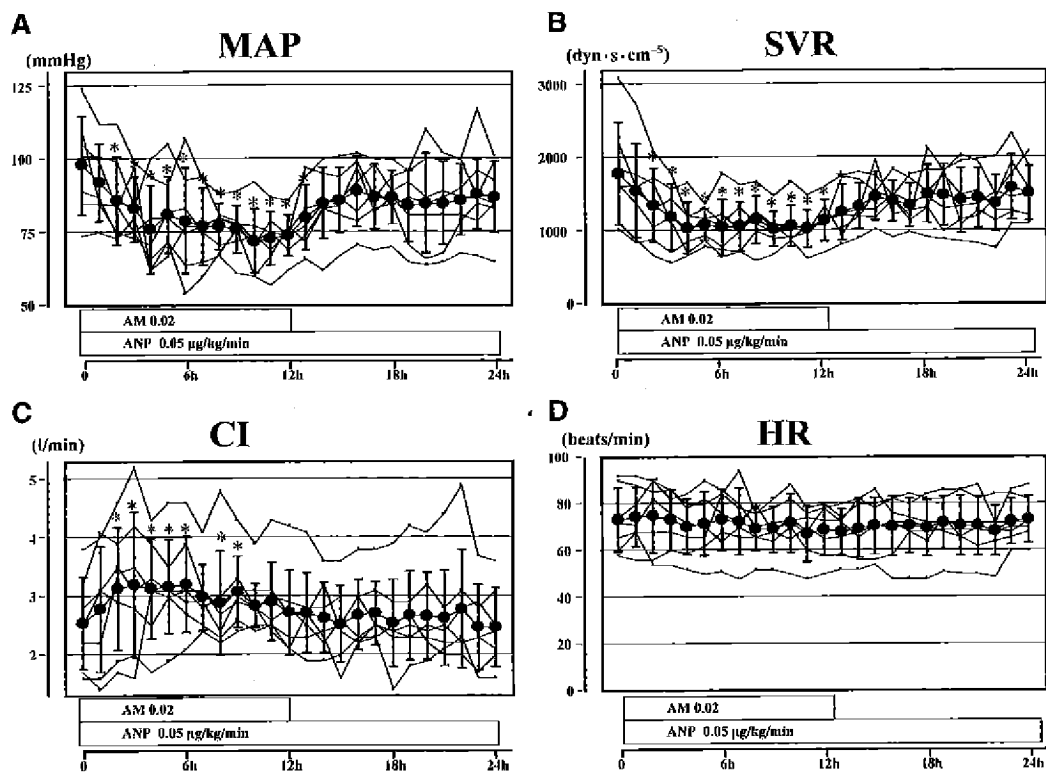 A
MAP
(mmHg)
125
100
75
50
* * * * * * * * * * * *
AM 0.02
ANP 0.05 µg/kg/min
0 6h 12h 18h 24h
B
SVR
(dyn·s·cm⁻⁵)
3000
2000
1000
0
* * * * * * * * * * *
AM 0.02
ANP 0.05 µg/kg/min
0 6h 12h 18h 24h
C
CI
(l/min)
5
4
3
2
* * * * * * *
AM 0.02
ANP 0.05 µg/kg/min
0 6h 12h 18h 24h
D
HR
(beats/min)
100
80
60
40
20
0
AM 0.02
ANP 0.05 µg/kg/min
0 6h 12h 18h 24h